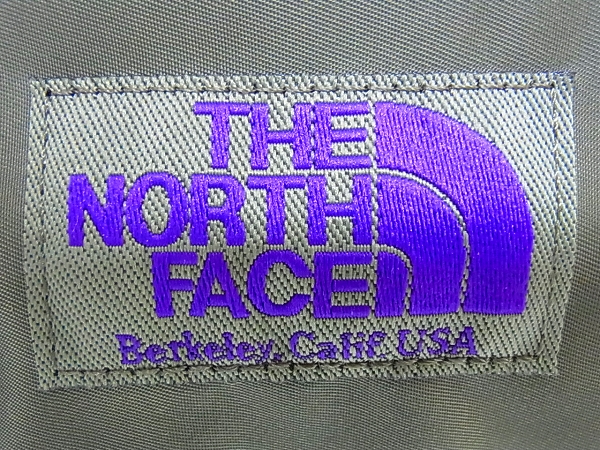 THE
NORTH
FACE
Berkeley, Calif. USA